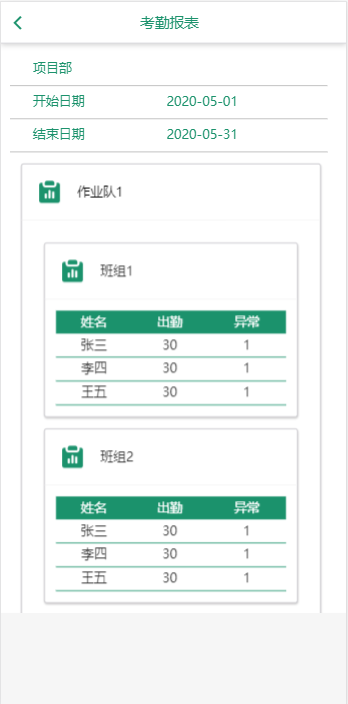 考勤报表
项目部
开始日期 2020-05-01
结束日期 2020-05-31
作业队1
班组1
姓名 出勤 异常
张三 30 1
李四 30 1
王五 30 1
班组2
姓名 出勤 异常
张三 30 1
李四 30 1
王五 30 1